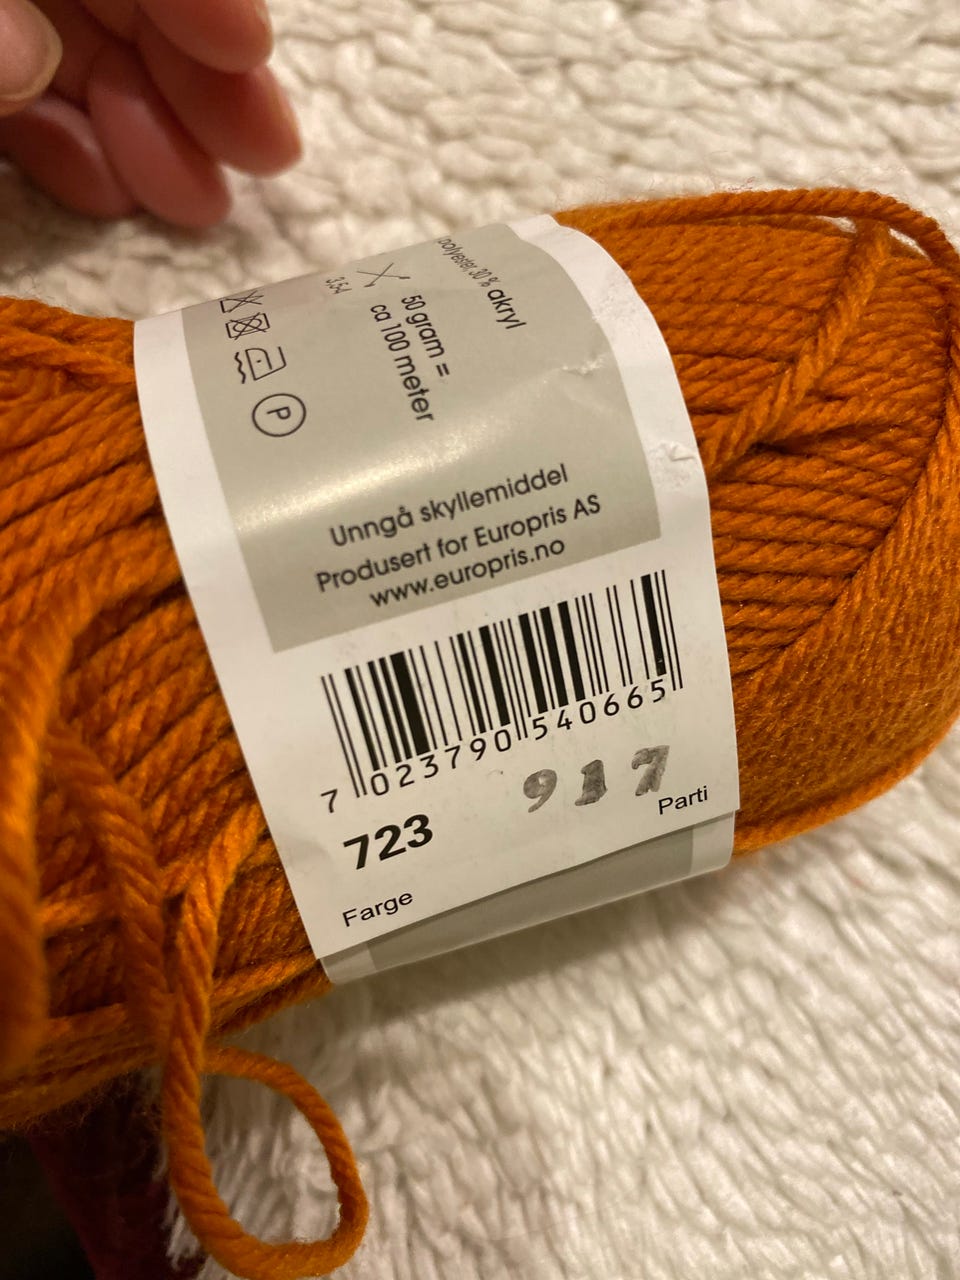 polyester, 30 % akryl
3,5-4
50 gram =
ca 100 meter
P
Unngå skyllemiddel
Produsert for Europris AS
www.europris.no
7 023790 540665
723
917
Farge
Parti